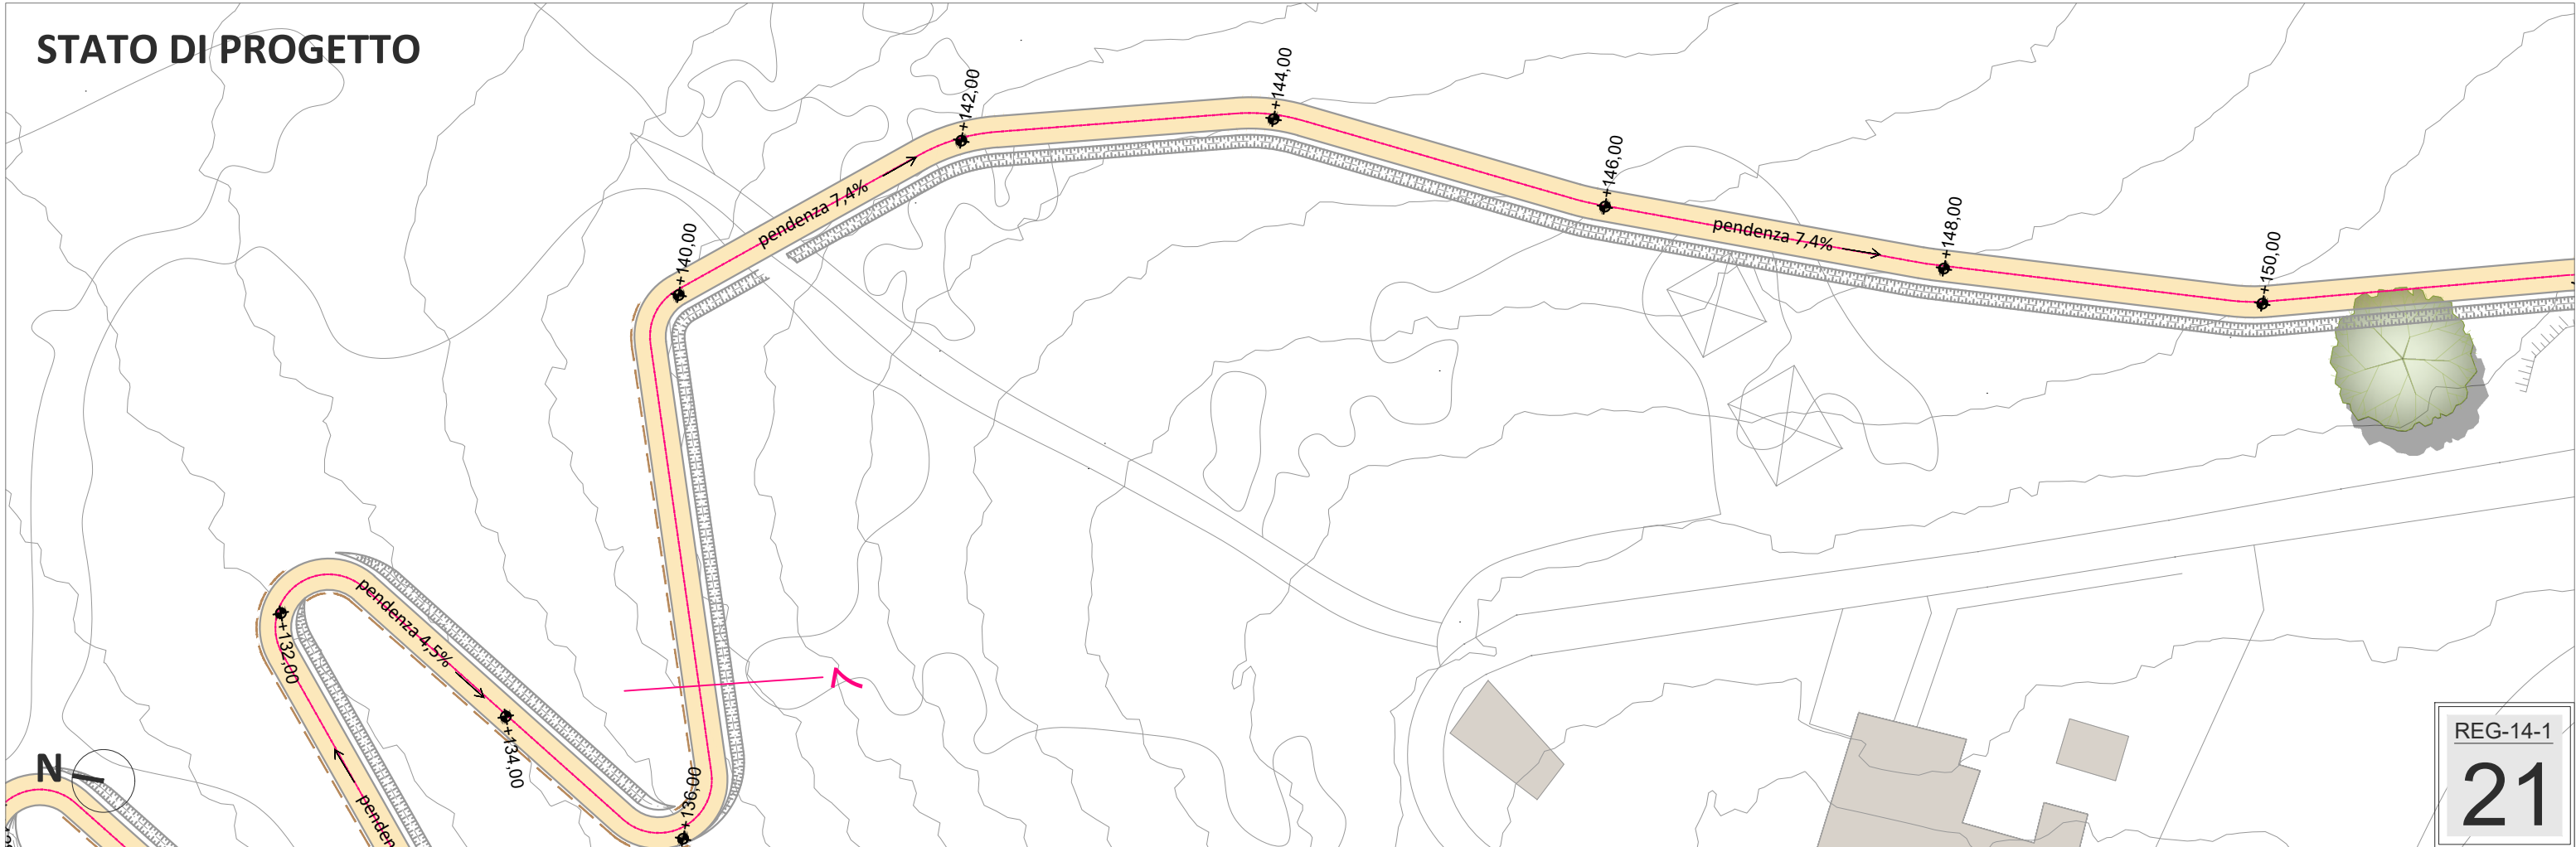 STATO DI PROGETTO
+142,00
+144,00
+140,00
pendenza 7,4%
+146,00
pendenza 7,4%
+148,00
+150,00
+132,00
pendenza 4,5%
+134,00
+136,00
N
REG-14-1
21